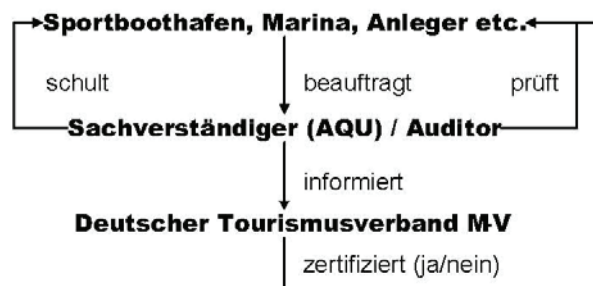 Sportboothafen, Marina, Anleger etc.
schult beauftragt prüft
Sachverständiger (AQU) / Auditor
informiert
Deutscher Tourismusverband M-V
zertifiziert (ja/nein)